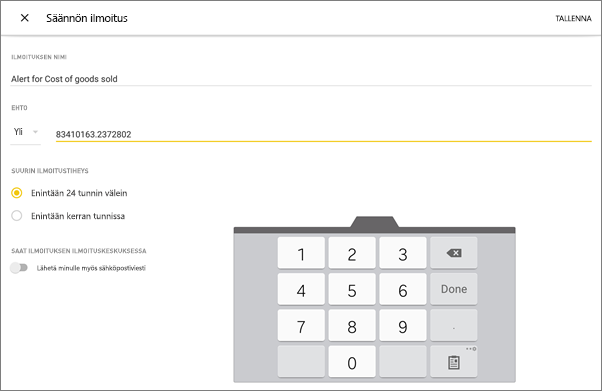 Säännön ilmoitus
TALLENNA
ILMOITUKSEN NIMI
Alert for Cost of goods sold
EHTO
Yli 83410163.2372802
SUURIN ILMOITUSTIHEYS
Enintään 24 tunnin välein
Enintään kerran tunnissa
SAAT ILMOITUKSEN ILMOITUSKESKUKSESSA
Lähetä minulle myös sähköpostiviesti
1 2 3
4 5 6 Done
7 8 9 .
0